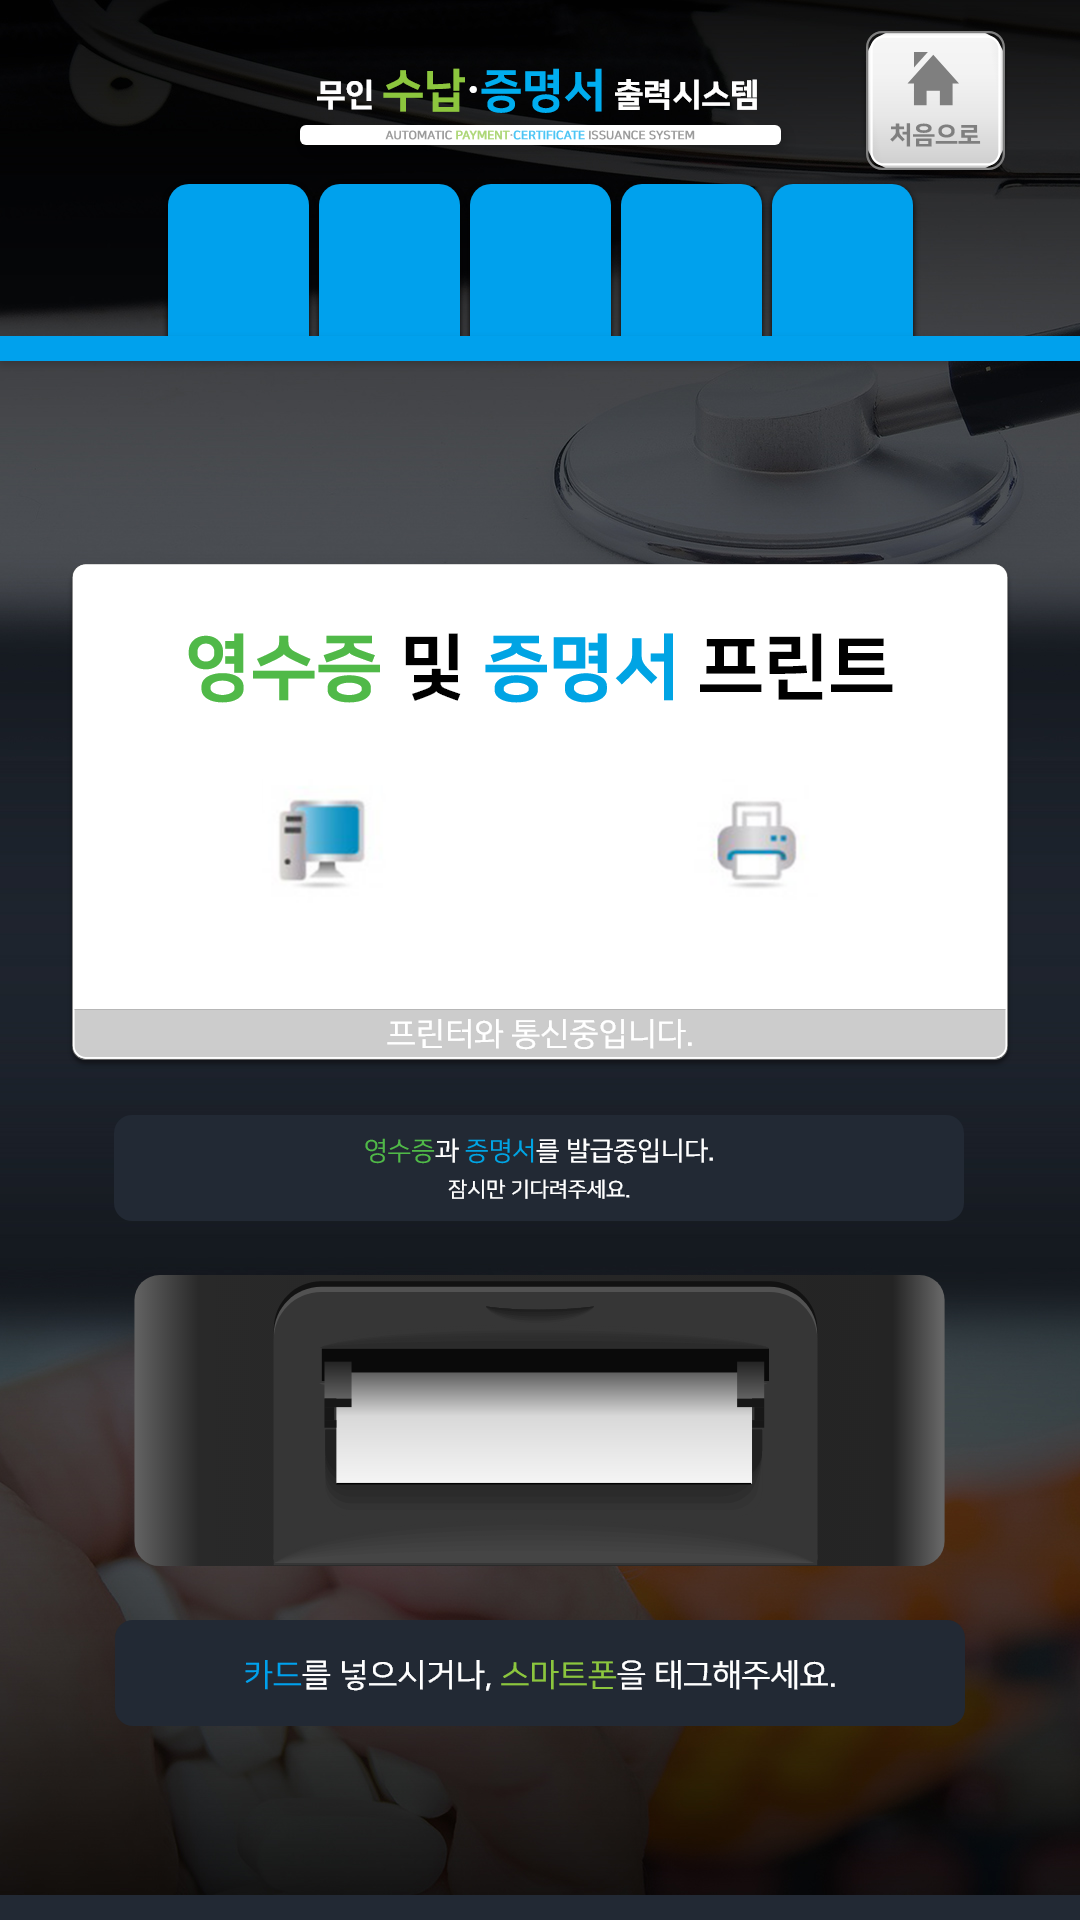 무인 수납·증명서 출력시스템
AUTOMATIC PAYMENT·CERTIFICATE ISSUANCE SYSTEM
처음으로
영수증 및 증명서 프린트
프린터와 통신중입니다.
영수증과 증명서를 발급중입니다.
잠시만 기다려주세요.
카드를 넣으시거나, 스마트폰을 태그해주세요.